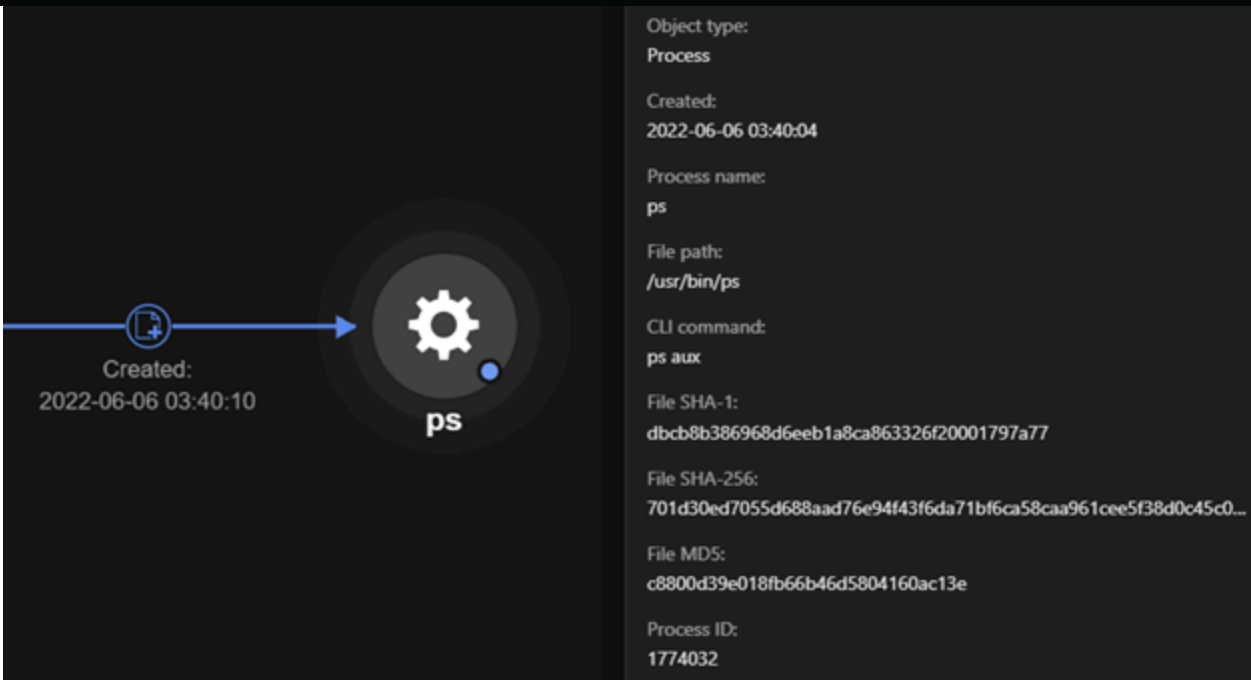 Created:
2022-06-06 03:40:10
ps
Object type:
Process
Created:
2022-06-06 03:40:04
Process name:
ps
File path:
/usr/bin/ps
CLI command:
ps aux
File SHA-1:
dbcb8b386968d6eeb1a8ca863326f20001797a77
File SHA-256:
701d30ed7055d688aad76e94f43f6da71bf6ca58caa961cee5f38d0c45c0...
File MD5:
c8800d39e018fb66b46d5804160ac13e
Process ID:
1774032